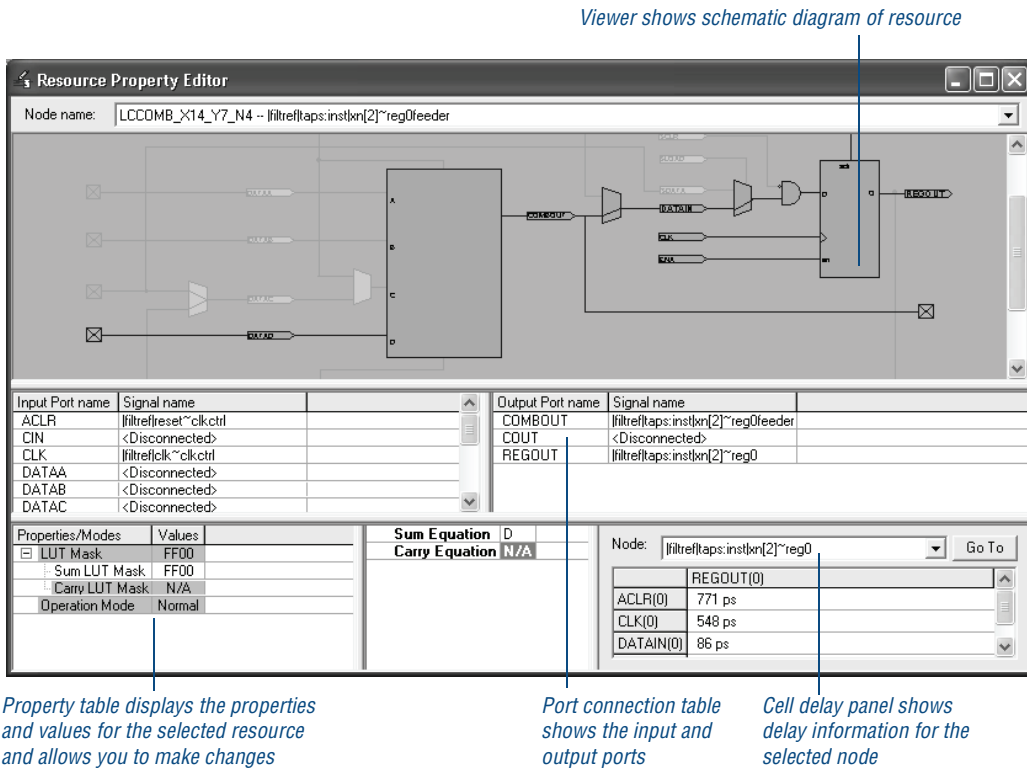 Viewer shows schematic diagram of resource
Resource Property Editor
Node name: LCCOMB_X14_Y7_N4 -- |filtref|taps:inst|xn[2]~reg0feeder
DATAA
DATAB
DATAC
DATAD
A
B
C
D
COMBOUT
DATAIN
CLK
ENA
REGOUT
Input Port name Signal name
ACLR |filtref|reset~clkctrl
CIN <Disconnected>
CLK |filtref|clk~clkctrl
DATAA <Disconnected>
DATAB <Disconnected>
DATAC <Disconnected>
Output Port name Signal name
COMBOUT |filtref|taps:inst|xn[2]~reg0feeder
COUT <Disconnected>
REGOUT |filtref|taps:inst|xn[2]~reg0
Properties/Modes Values
LUT Mask FF00
Sum LUT Mask FF00
Carry LUT Mask N/A
Operation Mode Normal
Sum Equation D
Carry Equation N/A
Node: |filtref|taps:inst|xn[2]~reg0 Go To
REGOUT(0)
ACLR(0) 771 ps
CLK(0) 548 ps
DATAIN(0) 86 ps
Property table displays the properties
and values for the selected resource
and allows you to make changes
Port connection table
shows the input and
output ports
Cell delay panel shows
delay information for the
selected node